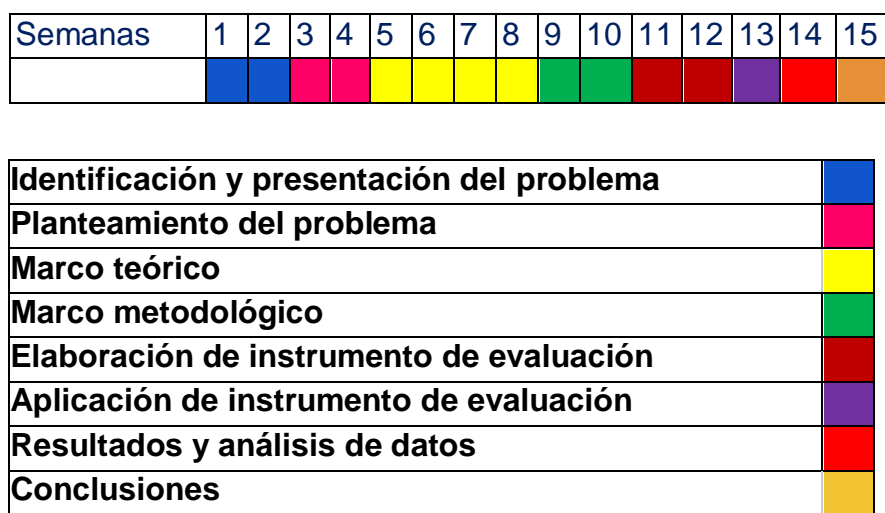 Semanas 1 2 3 4 5 6 7 8 9 10 11 12 13 14 15
Identificación y presentación del problema
Planteamiento del problema
Marco teórico
Marco metodológico
Elaboración de instrumento de evaluación
Aplicación de instrumento de evaluación
Resultados y análisis de datos
Conclusiones